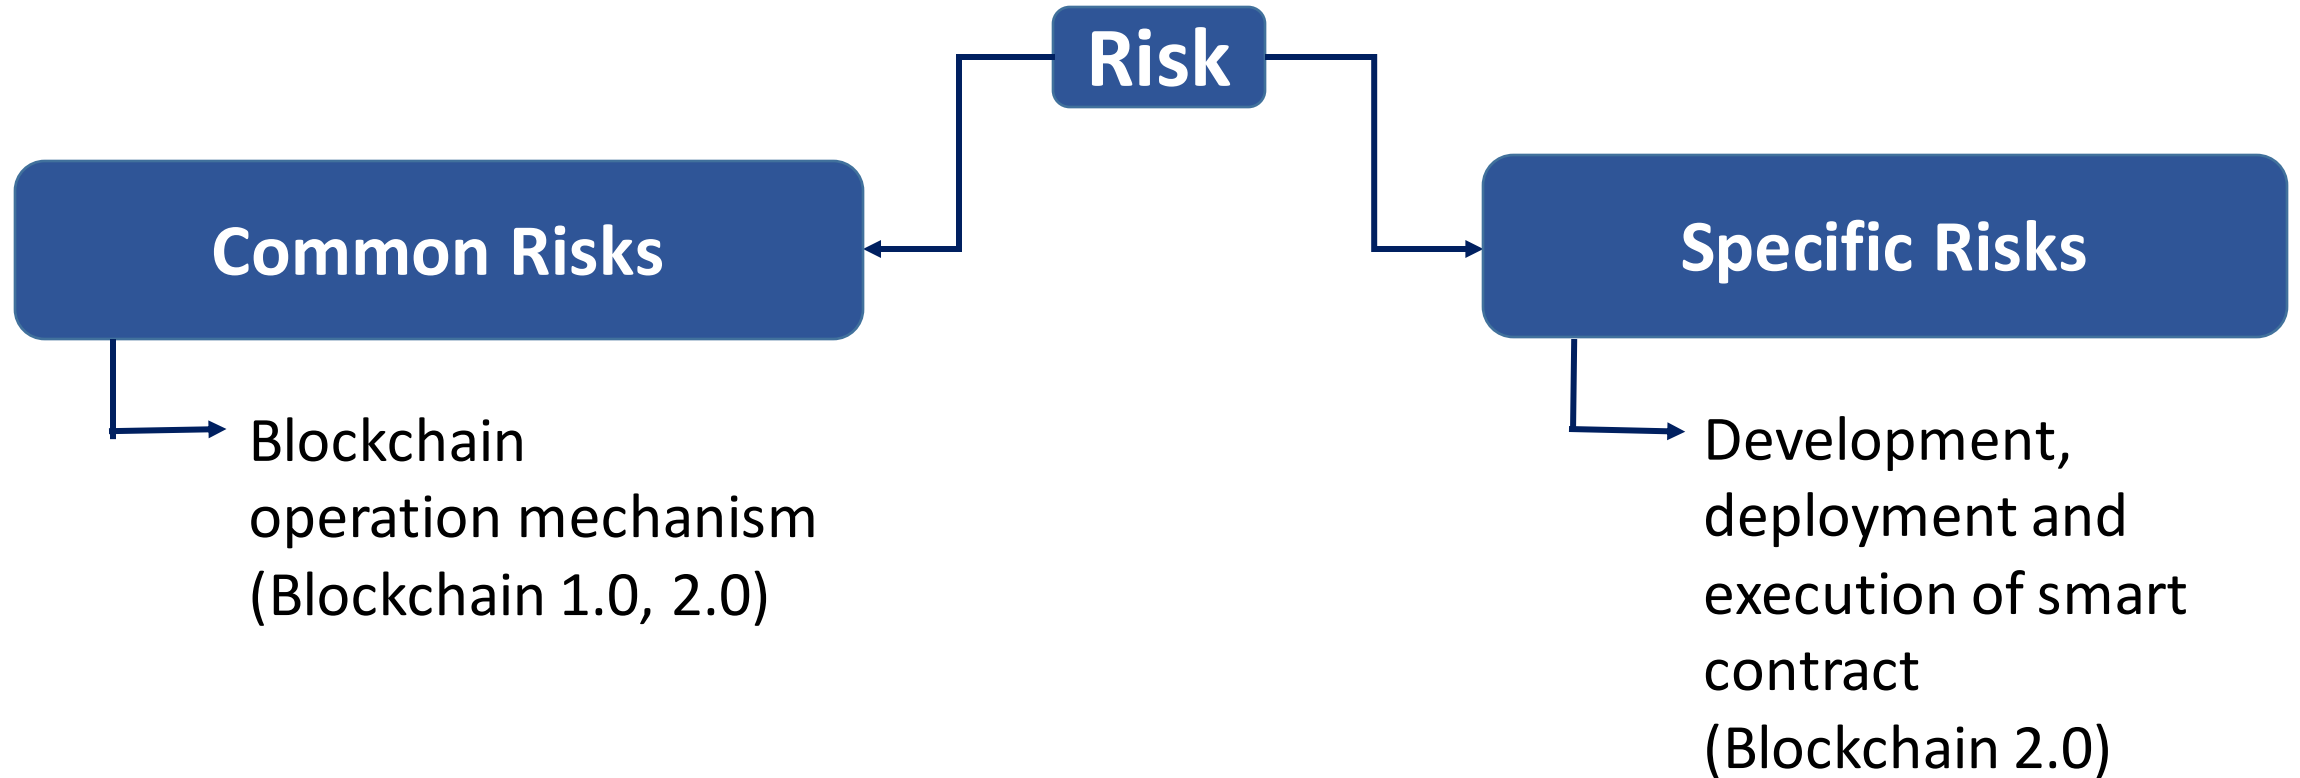 Risk
Common Risks
Specific Risks
Blockchain
operation mechanism
(Blockchain 1.0, 2.0)
Development,
deployment and
execution of smart
contract
(Blockchain 2.0)